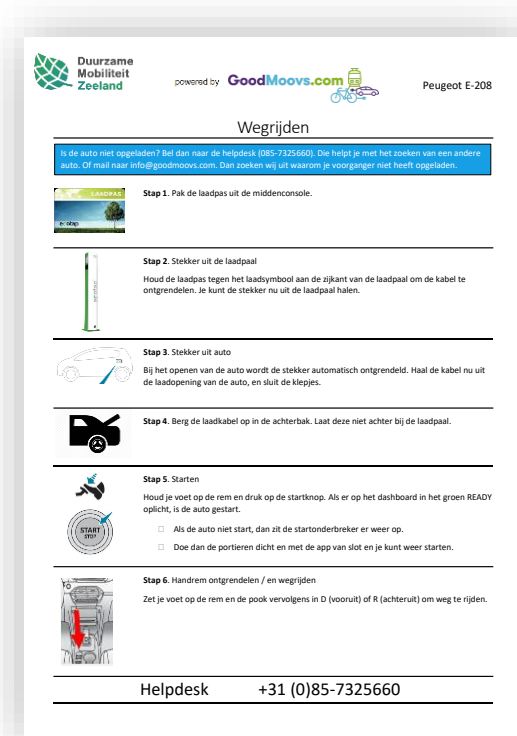 Duurzame
Mobiliteit
Zeeland
powered by GoodMoovs.com
Peugeot E-208
Wegrijden
Is de auto niet opgeladen? Bel dan naar de helpdesk (085-7325660). Die helpt je met het zoeken van een andere
auto. Of mail naar info@goodmoovs.com. Dan zoeken wij uit waarom je voorganger niet heeft opgeladen.
LAADPAS
ecotap
Stap 1. Pak de laadpas uit de middenconsole.
Stap 2. Stekker uit de laadpaal
Houd de laadpas tegen het laadsymbool aan de zijkant van de laadpaal om de kabel te
ontgrendelen. Je kunt de stekker nu uit de laadpaal halen.
Stap 3. Stekker uit auto
Bij het openen van de auto wordt de stekker automatisch ontgrendeld. Haal de kabel nu uit
de laadopening van de auto, en sluit de klepjes.
Stap 4. Berg de laadkabel op in de achterbak. Laat deze niet achter bij de laadpaal.
Stap 5. Starten
Houd je voet op de rem en druk op de startknop. Als er op het dashboard in het groen READY
oplicht, is de auto gestart.
Als de auto niet start, dan zit de startonderbreker er weer op.
Doe dan de portieren dicht en met de app van slot en je kunt weer starten.
START
STOP
Stap 6. Handrem ontgrendelen / en wegrijden
Zet je voet op de rem en de pook vervolgens in D (vooruit) of R (achteruit) om weg te rijden.
Helpdesk +31 (0)85-7325660